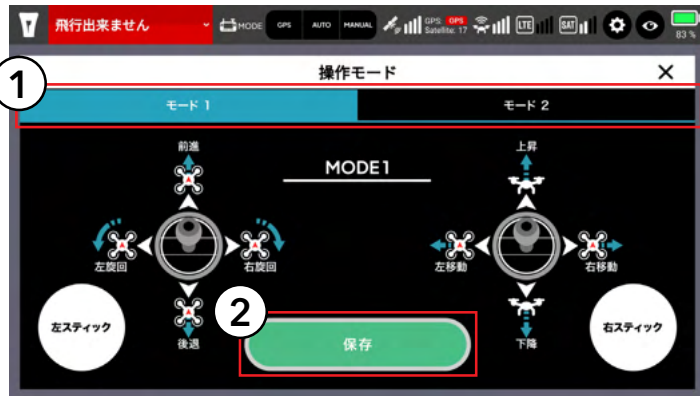 飛行出来ません
MODE GPS AUTO MANUAL GPS: GPS LTE SAT
Satellite: 17
83 %
1
操作モード
モード 1 モード 2
前進 MODE1 上昇
左旋回 右旋回 左移動 右移動
左スティック 後退 2 保存 下降 右スティック